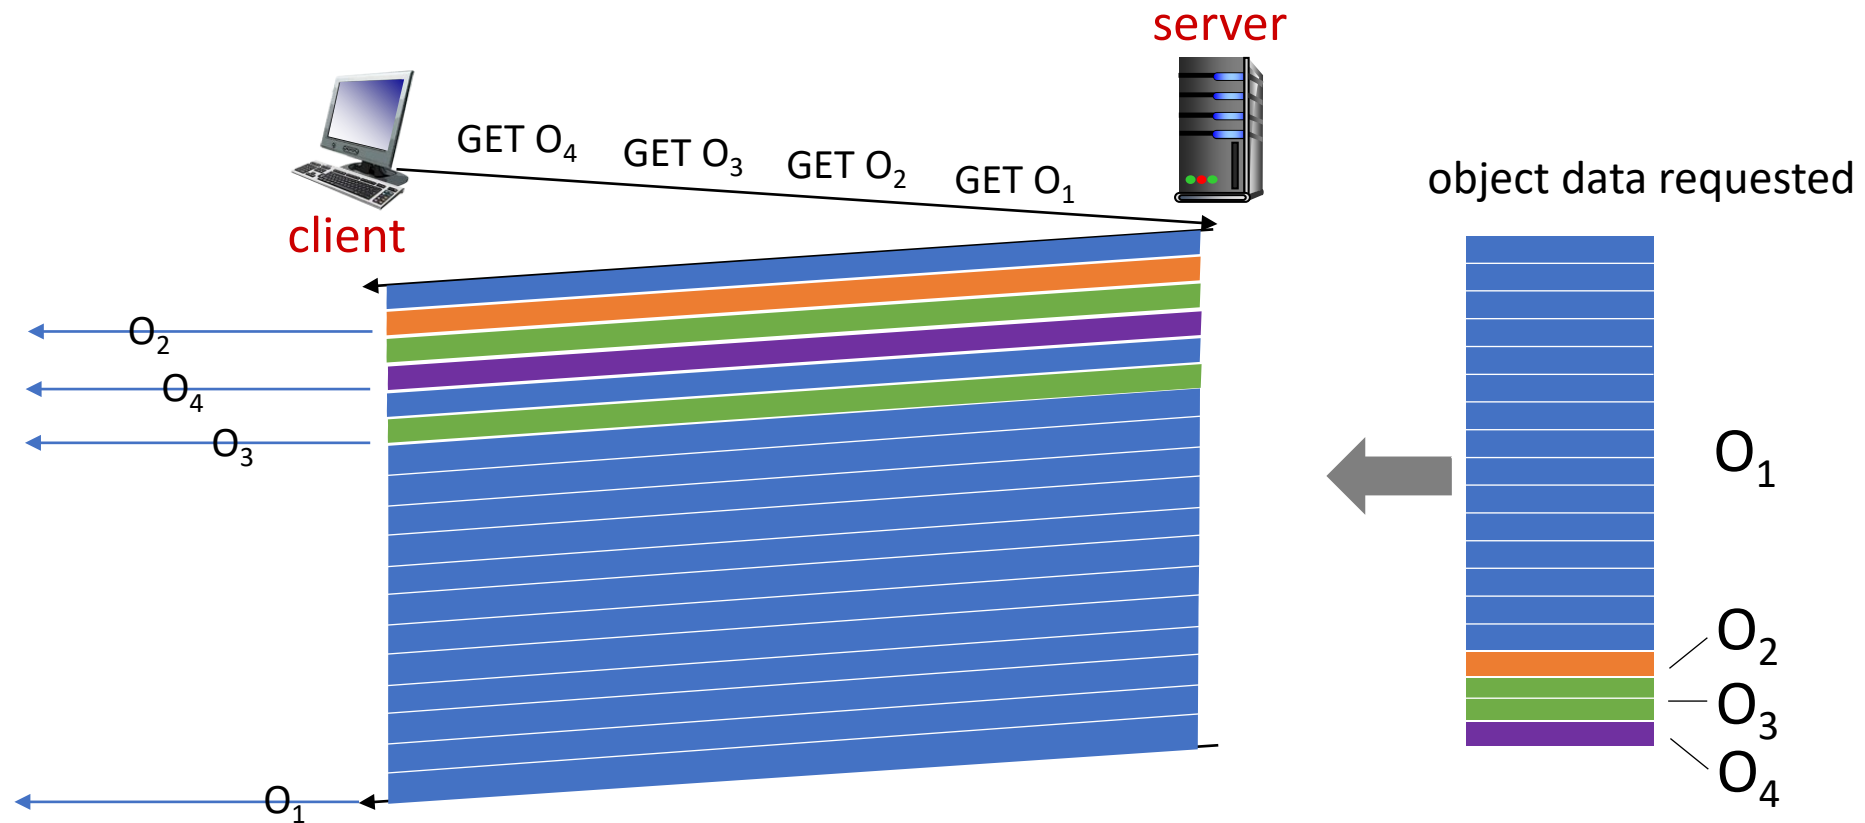 server
GET O₄
GET O₃
GET O₂
GET O₁
object data requested
client
O₂
O₄
O₃
O₁
O₁
O₂
O₃
O₄